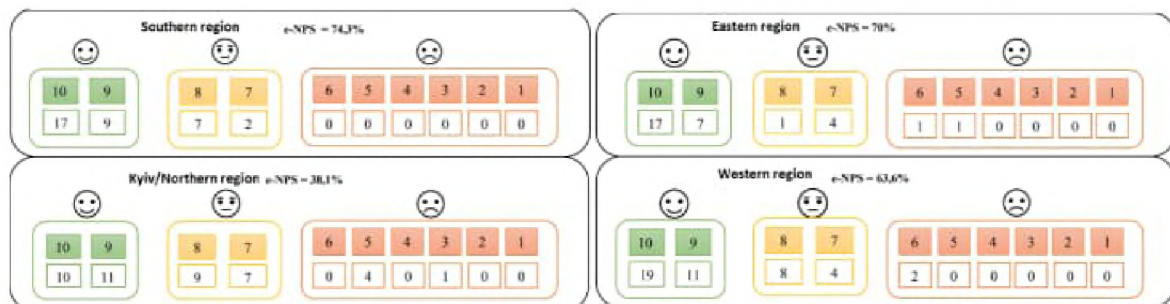 Southern region e-NPS = 74,3%
10 9 8 7 6 5 4 3 2 1
17 9 7 2 0 0 0 0 0 0
Eastern region e-NPS = 70%
10 9 8 7 6 5 4 3 2 1
17 7 1 4 1 1 0 0 0 0
Kyiv/Northern region e-NPS = 38,1%
10 9 8 7 6 5 4 3 2 1
10 11 9 7 0 4 0 1 0 0
Western region e-NPS = 63,6%
10 9 8 7 6 5 4 3 2 1
19 11 8 4 2 0 0 0 0 0